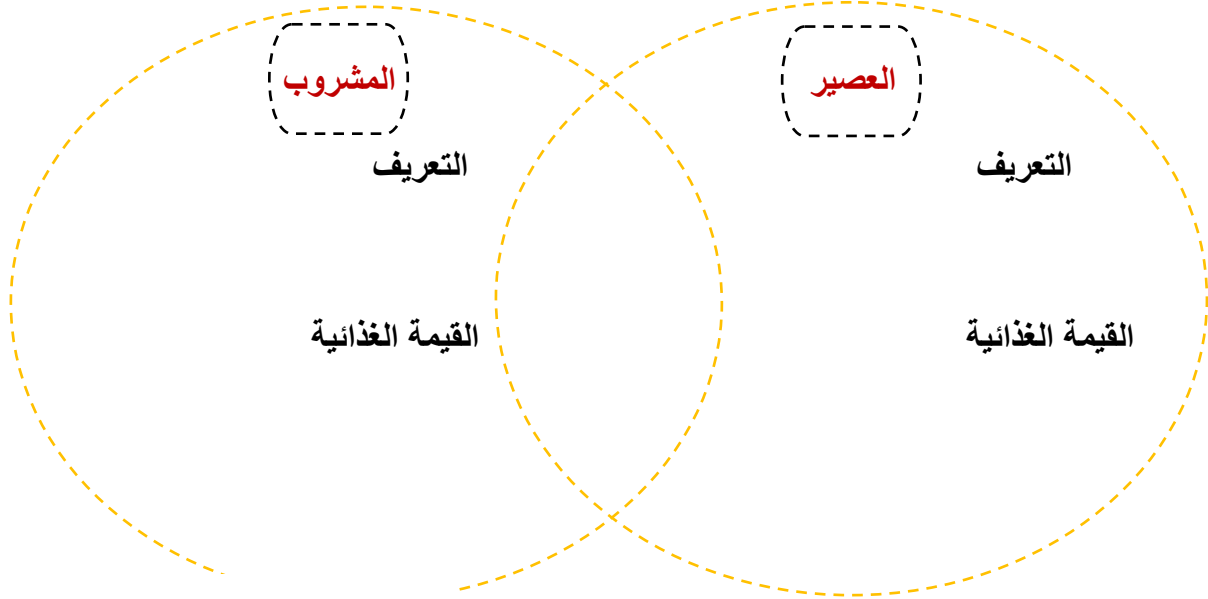 العصير
التعريف
القيمة الغذائية
المشروب
التعريف
القيمة الغذائية